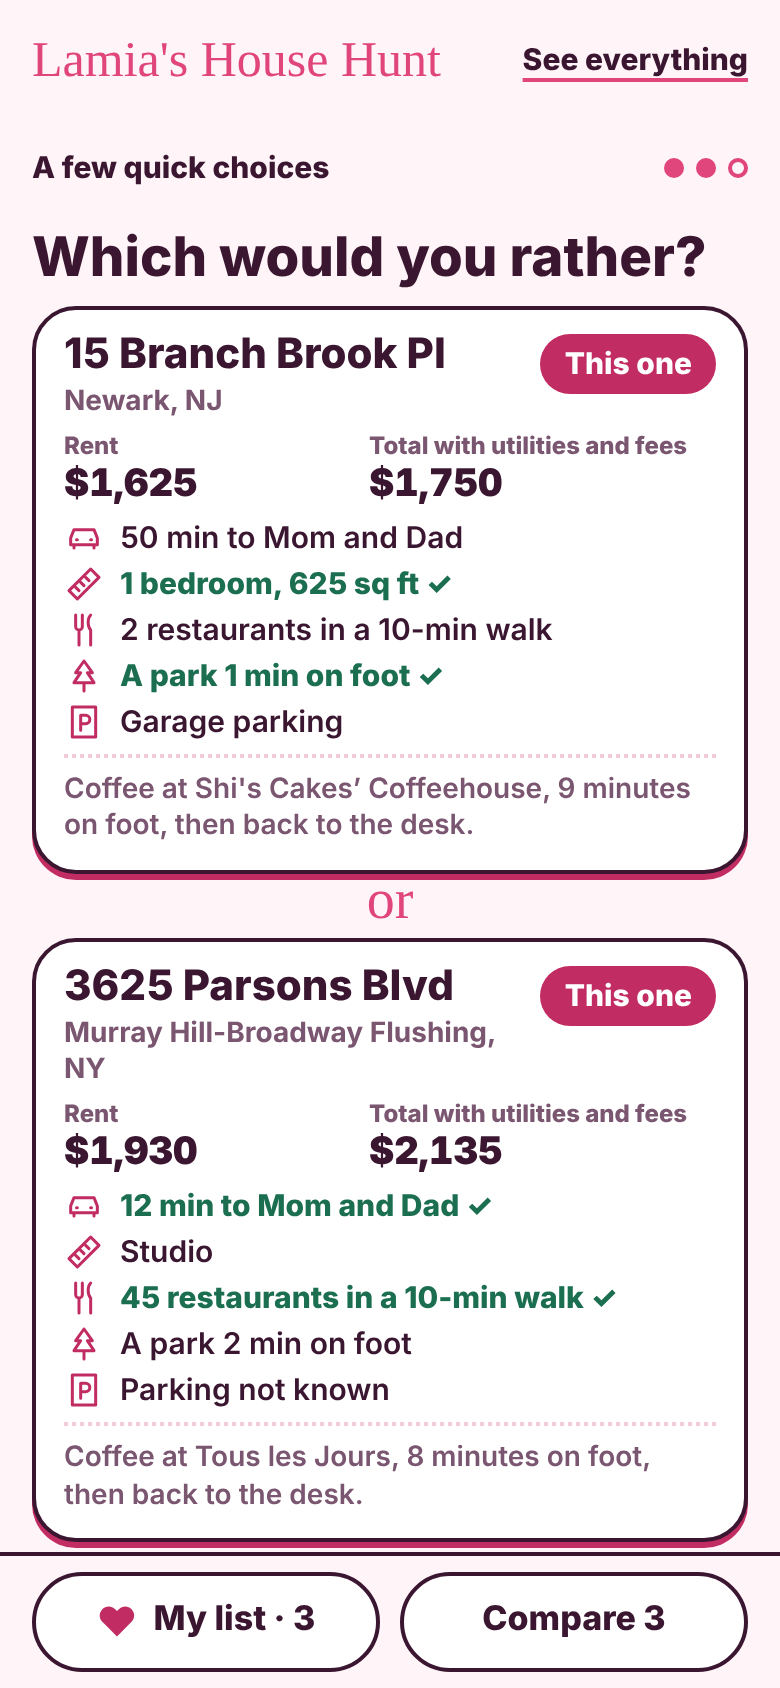 Lamia's House Hunt
See everything
A few quick choices
Which would you rather?
15 Branch Brook Pl
This one
Newark, NJ
Rent
Total with utilities and fees
$1,625
$1,750
50 min to Mom and Dad
1 bedroom, 625 sq ft ✓
2 restaurants in a 10-min walk
A park 1 min on foot ✓
P
Garage parking
Coffee at Shi's Cakes’ Coffeehouse, 9 minutes
on foot, then back to the desk.
or
3625 Parsons Blvd
This one
Murray Hill-Broadway Flushing,
NY
Rent
Total with utilities and fees
$1,930
$2,135
12 min to Mom and Dad ✓
Studio
45 restaurants in a 10-min walk ✓
A park 2 min on foot
P
Parking not known
Coffee at Tous les Jours, 8 minutes on foot,
then back to the desk.
My list · 3
Compare 3